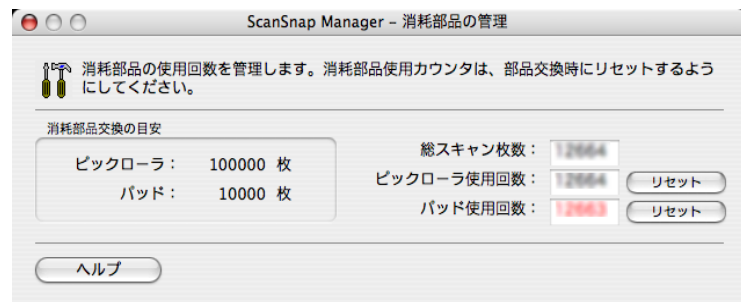 ScanSnap Manager – 消耗部品の管理
消耗部品の使用回数を管理します。消耗部品使用カウンタは、部品交換時にリセットするよう
にしてください。
消耗部品交換の目安
ピックローラ： 100000 枚
パッド： 10000 枚
総スキャン枚数： 12664
ピックローラ使用回数： 12664 リセット
パッド使用回数： 12663 リセット
ヘルプ